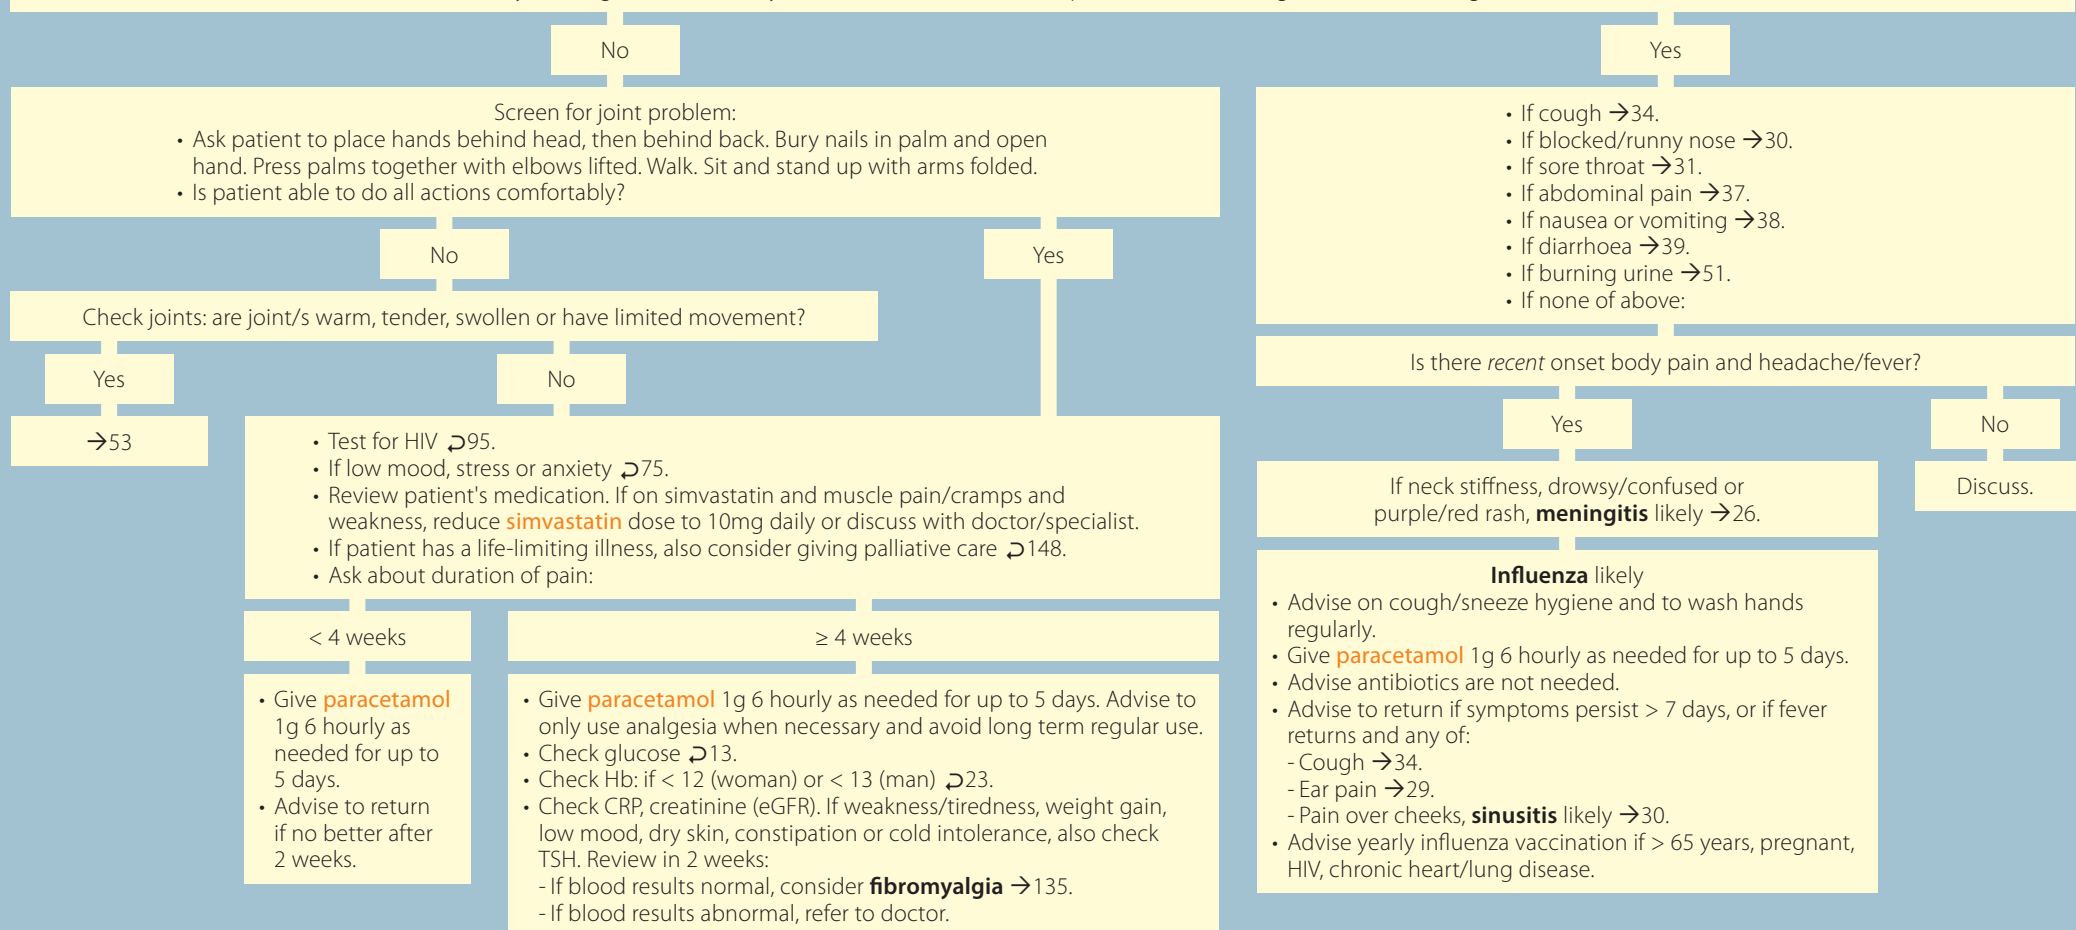 No
Yes
Screen for joint problem:
• Ask patient to place hands behind head, then behind back. Bury nails in palm and open
hand. Press palms together with elbows lifted. Walk. Sit and stand up with arms folded.
• Is patient able to do all actions comfortably?
• If cough →34.
• If blocked/runny nose →30.
• If sore throat →31.
• If abdominal pain →37.
• If nausea or vomiting →38.
• If diarrhoea →39.
• If burning urine →51.
• If none of above:
No
Yes
Check joints: are joint/s warm, tender, swollen or have limited movement?
Is there recent onset body pain and headache/fever?
Yes
No
Yes
No
→53
• Test for HIV ⤶95.
• If low mood, stress or anxiety ⤶75.
• Review patient's medication. If on simvastatin and muscle pain/cramps and
weakness, reduce simvastatin dose to 10mg daily or discuss with doctor/specialist.
• If patient has a life-limiting illness, also consider giving palliative care ⤶148.
• Ask about duration of pain:
If neck stiffness, drowsy/confused or
purple/red rash, meningitis likely →26.
Discuss.
< 4 weeks
≥ 4 weeks
• Give paracetamol
1g 6 hourly as
needed for up to
5 days.
• Advise to return
if no better after
2 weeks.
• Give paracetamol 1g 6 hourly as needed for up to 5 days. Advise to
only use analgesia when necessary and avoid long term regular use.
• Check glucose ⤶13.
• Check Hb: if < 12 (woman) or < 13 (man) ⤶23.
• Check CRP, creatinine (eGFR). If weakness/tiredness, weight gain,
low mood, dry skin, constipation or cold intolerance, also check
TSH. Review in 2 weeks:
- If blood results normal, consider fibromyalgia →135.
- If blood results abnormal, refer to doctor.
Influenza likely
• Advise on cough/sneeze hygiene and to wash hands
regularly.
• Give paracetamol 1g 6 hourly as needed for up to 5 days.
• Advise antibiotics are not needed.
• Advise to return if symptoms persist > 7 days, or if fever
returns and any of:
- Cough →34.
- Ear pain →29.
- Pain over cheeks, sinusitis likely →30.
• Advise yearly influenza vaccination if > 65 years, pregnant,
HIV, chronic heart/lung disease.